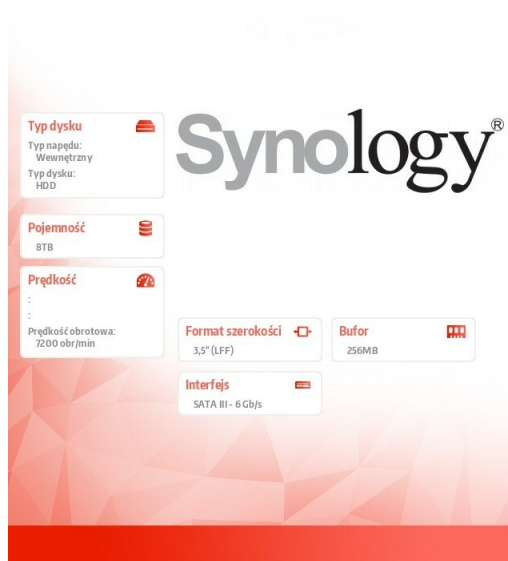 Typ dysku
Typ napędu:
Wewnętrzny
Typ dysku:
HDD
Synology®
Pojemność
8TB
Prędkość
:
:
Prędkość obrotowa:
7200 obr/min
Format szerokości
3,5" (LFF)
Bufor
256MB
Interfejs
SATA III - 6 Gb/s